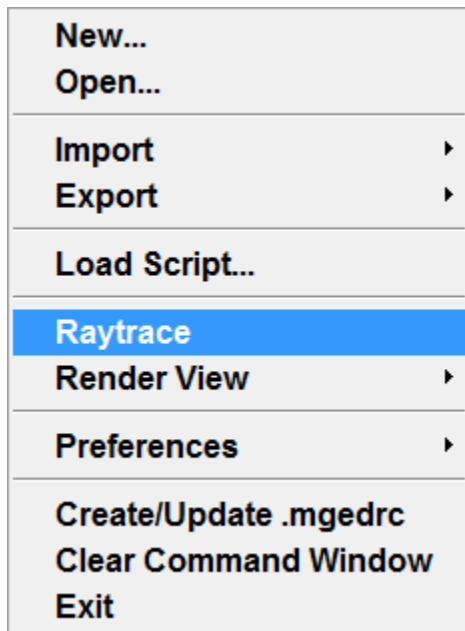 New...
Open...
Import
Export
Load Script...
Raytrace
Render View
Preferences
Create/Update .mgedrc
Clear Command Window
Exit